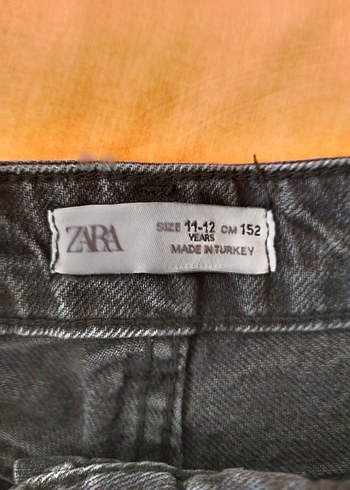 ZARA
SIZE 11-12 CM 152
YEARS
MADE IN TURKEY